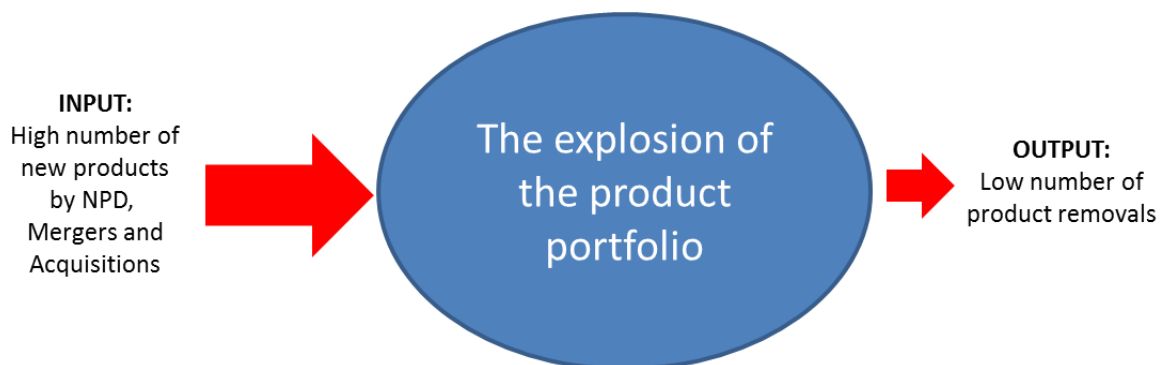 INPUT:
High number of
new products
by NPD,
Mergers and
Acquisitions
The explosion of
the product
portfolio
OUTPUT:
Low number of
product removals